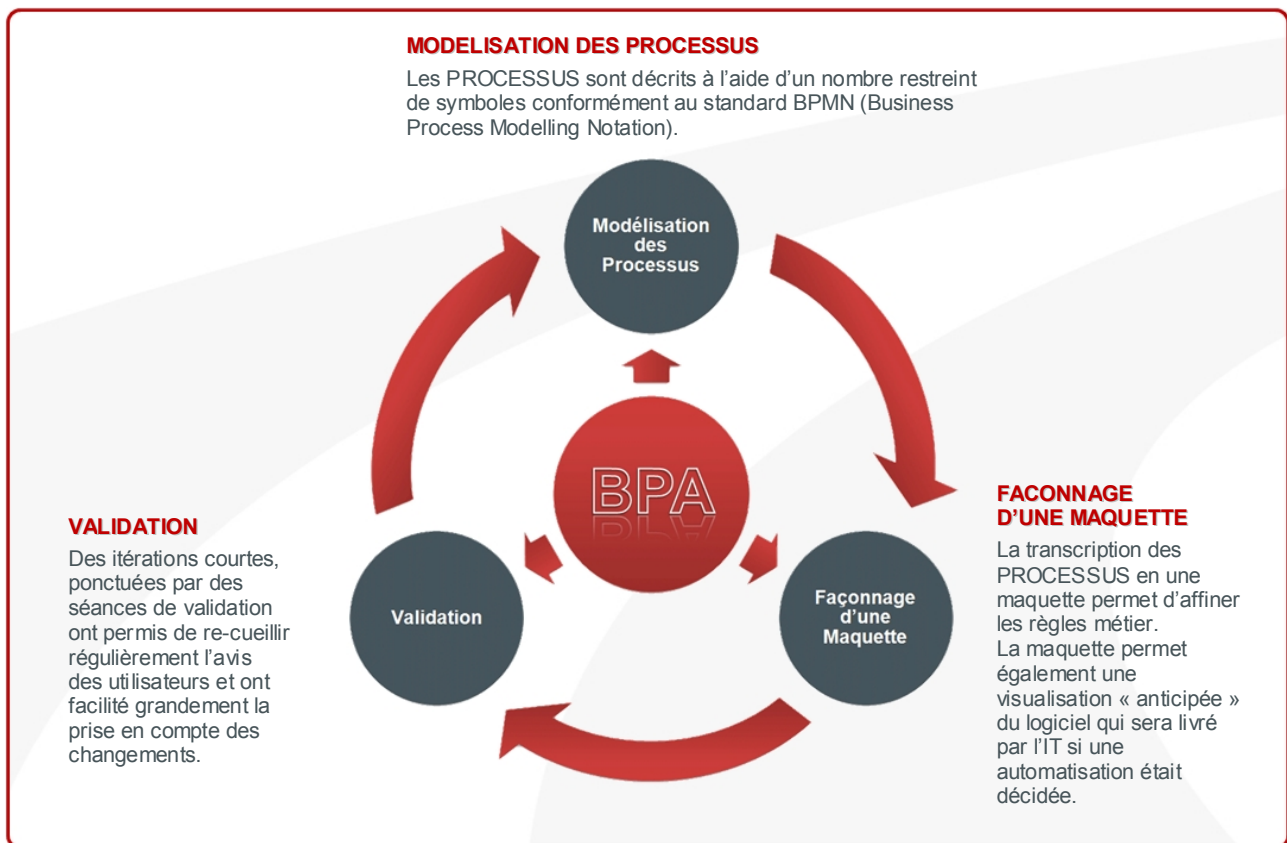 MODELISATION DES PROCESSUS
Les PROCESSUS sont décrits à l’aide d’un nombre restreint
de symboles conformément au standard BPMN (Business
Process Modelling Notation).
Modélisation
des
Processus
BPA
VALIDATION
Des itérations courtes,
ponctuées par des
séances de validation
ont permis de re-cueillir
régulièrement l’avis
des utilisateurs et ont
facilité grandement la
prise en compte des
changements.
Validation
Façonnage
d’une
Maquette
FACONNAGE
D’UNE MAQUETTE
La transcription des
PROCESSUS en une
maquette permet d’affiner
les règles métier.
La maquette permet
également une
visualisation « anticipée »
du logiciel qui sera livré
par l’IT si une
automatisation était
décidée.